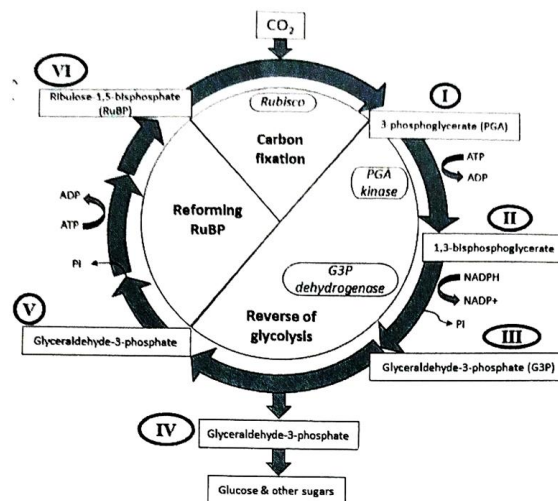 CO2
VI
Ribulose-1,5-bisphosphate
(RuBP)
Rubisco
I
3-phosphoglycerate (PGA)
Carbon
fixation
ATP
ADP
PGA
kinase
ADP
ATP
Reforming
RuBP
II
1,3-bisphosphoglycerate
Pi
G3P
dehydrogenase
NADPH
NADP+
V
Reverse of
glycolysis
Pi
III
Glyceraldehyde-3-phosphate
Glyceraldehyde-3-phosphate (G3P)
IV
Glyceraldehyde-3-phosphate
Glucose & other sugars